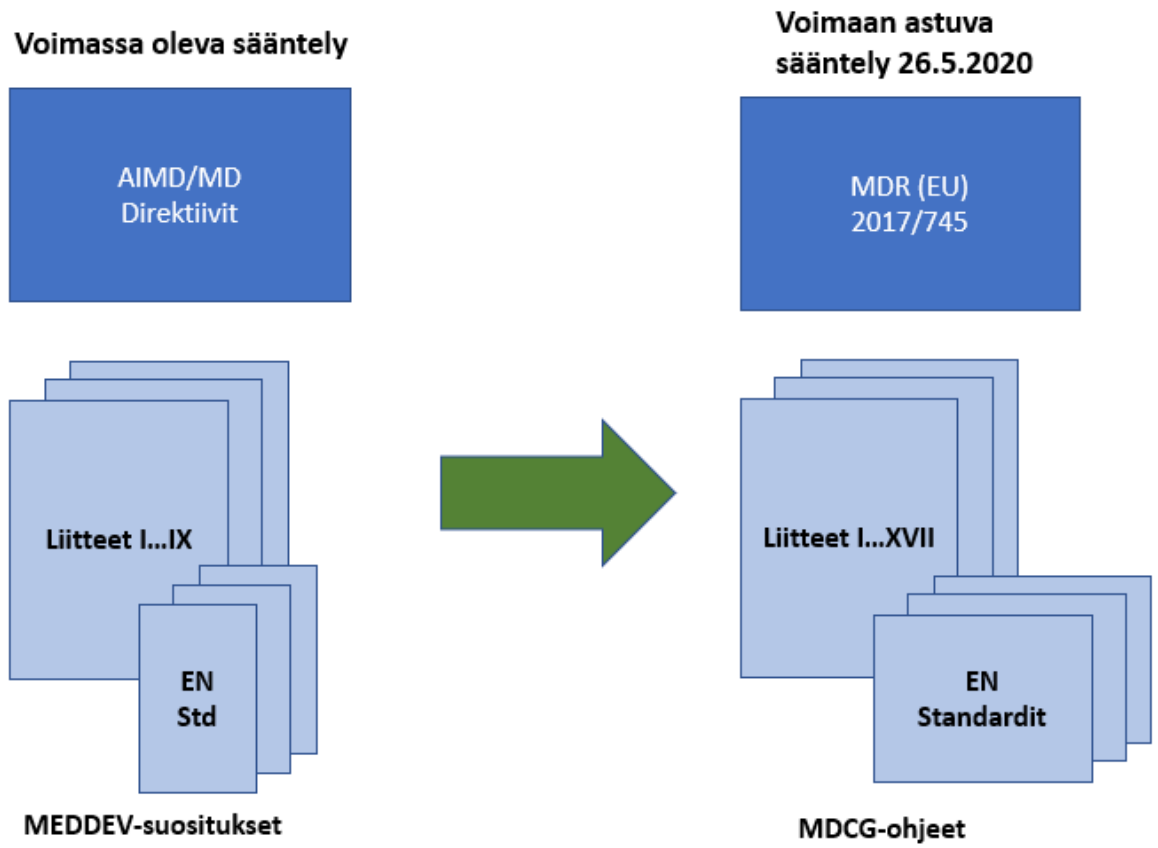 Voimassa oleva sääntely
AIMD/MD
Direktiivit
Liitteet I...IX
EN
Std
MEDDEV-suositukset
Voimaan astuva
sääntely 26.5.2020
MDR (EU)
2017/745
Liitteet I...XVII
EN
Standardit
MDCG-ohjeet